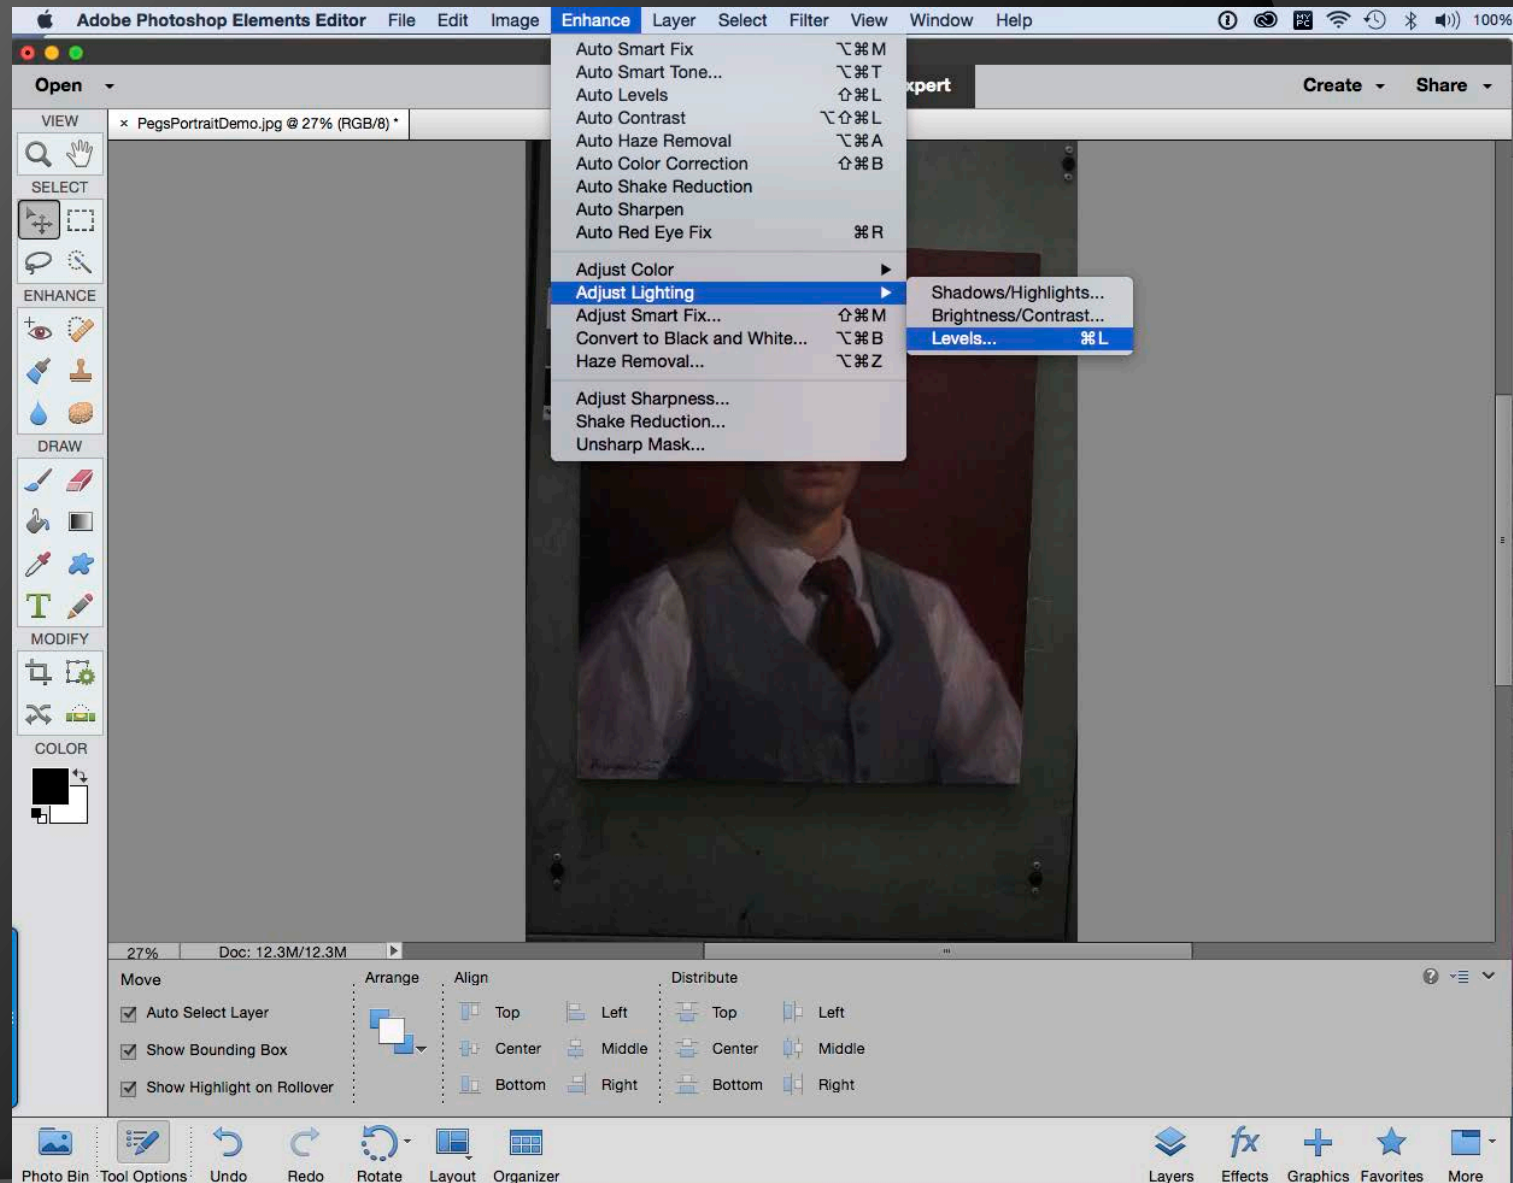 Adobe Photoshop Elements Editor File Edit Image Enhance Layer Select Filter View Window Help 100%
Open xpert Create Share
× PegsPortraitDemo.jpg @ 27% (RGB/8) *
VIEW
SELECT
ENHANCE
DRAW
T
MODIFY
COLOR
Auto Smart Fix ⌥⌘M
Auto Smart Tone... ⌥⌘T
Auto Levels ⇧⌘L
Auto Contrast ⌥⇧⌘L
Auto Haze Removal ⌥⌘A
Auto Color Correction ⇧⌘B
Auto Shake Reduction
Auto Sharpen
Auto Red Eye Fix ⌘R
Adjust Color
Adjust Lighting
Adjust Smart Fix... ⇧⌘M
Convert to Black and White... ⌥⌘B
Haze Removal... ⌥⌘Z
Adjust Sharpness...
Shake Reduction...
Unsharp Mask...
Shadows/Highlights...
Brightness/Contrast...
Levels... ⌘L
27% Doc: 12.3M/12.3M
Move Arrange Align Distribute
Auto Select Layer Top Left Top Left
Show Bounding Box Center Middle Center Middle
Show Highlight on Rollover Bottom Right Bottom Right
Photo Bin Tool Options Undo Redo Rotate Layout Organizer Layers fx Effects Graphics Favorites More